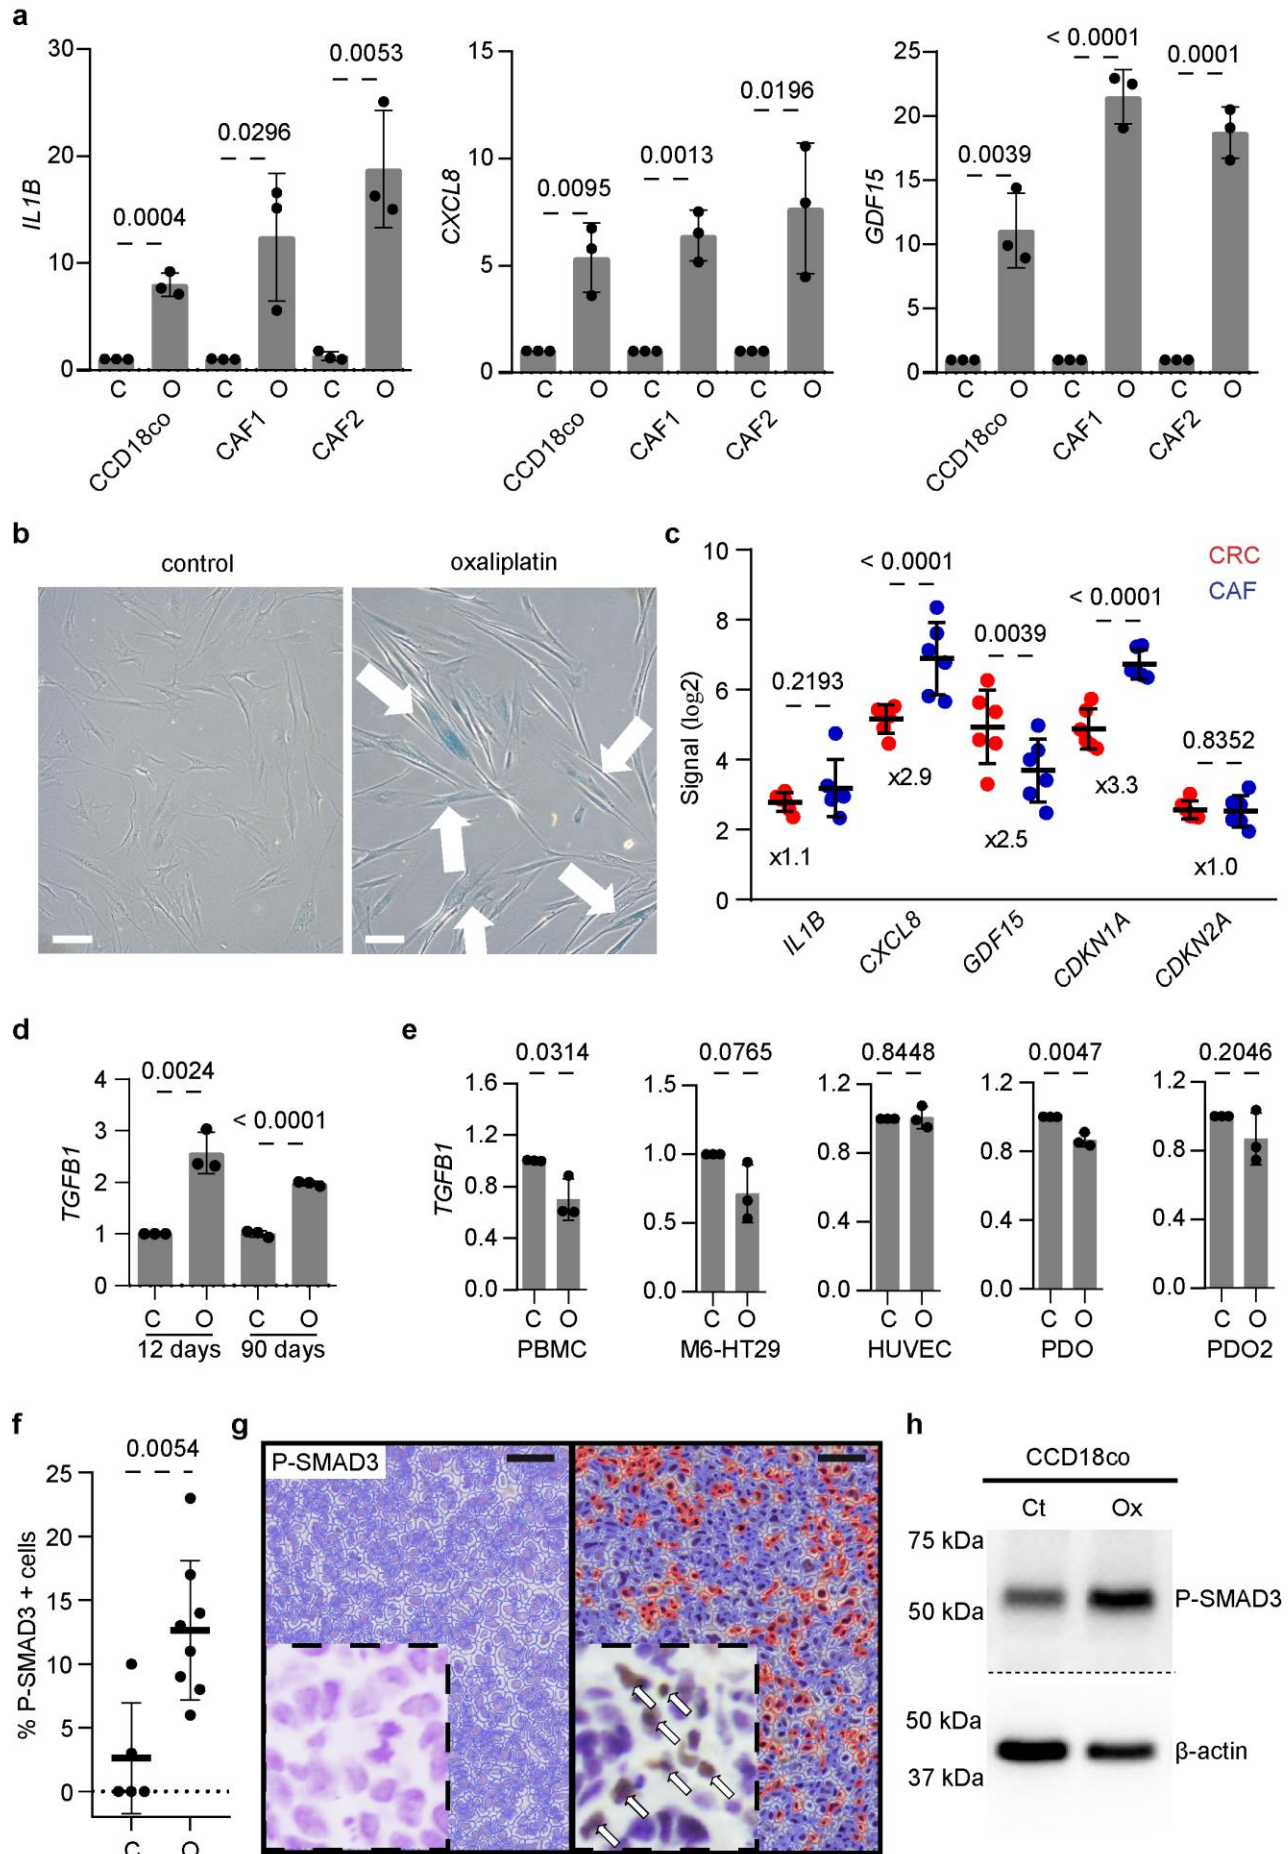 a
30
20
10
0
IL1B
0.0004
0.0296
0.0053
C O C O C O
CCD18co
CAF1
CAF2
15
10
5
0
CXCL8
0.0095
0.0013
0.0196
C O C O C O
CCD18co
CAF1
CAF2
25
20
15
10
5
0
GDF15
0.0039
< 0.0001
0.0001
C O C O C O
CCD18co
CAF1
CAF2
b
control
oxaliplatin
c
CRC
CAF
10
8
6
4
2
0
Signal (log2)
0.2193
< 0.0001
0.0039
< 0.0001
0.8352
x1.1
x2.9
x2.5
x3.3
x1.0
IL1B
CXCL8
GDF15
CDKN1A
CDKN2A
d
4
3
2
1
0
TGFB1
0.0024
< 0.0001
C O C O
12 days 90 days
e
TGFB1
0.0314
1.6
1.2
0.8
0.4
0.0
C O
PBMC
0.0765
1.5
1.0
0.5
0.0
C O
M6-HT29
0.8448
1.2
0.8
0.4
0.0
C O
HUVEC
0.0047
1.2
0.8
0.4
0.0
C O
PDO
0.2046
1.2
0.8
0.4
0.0
C O
PDO2
f
0.0054
25
20
15
10
5
0
% P-SMAD3 + cells
C O
g
P-SMAD3
h
CCD18co
Ct Ox
75 kDa
50 kDa
P-SMAD3
50 kDa
37 kDa
β-actin